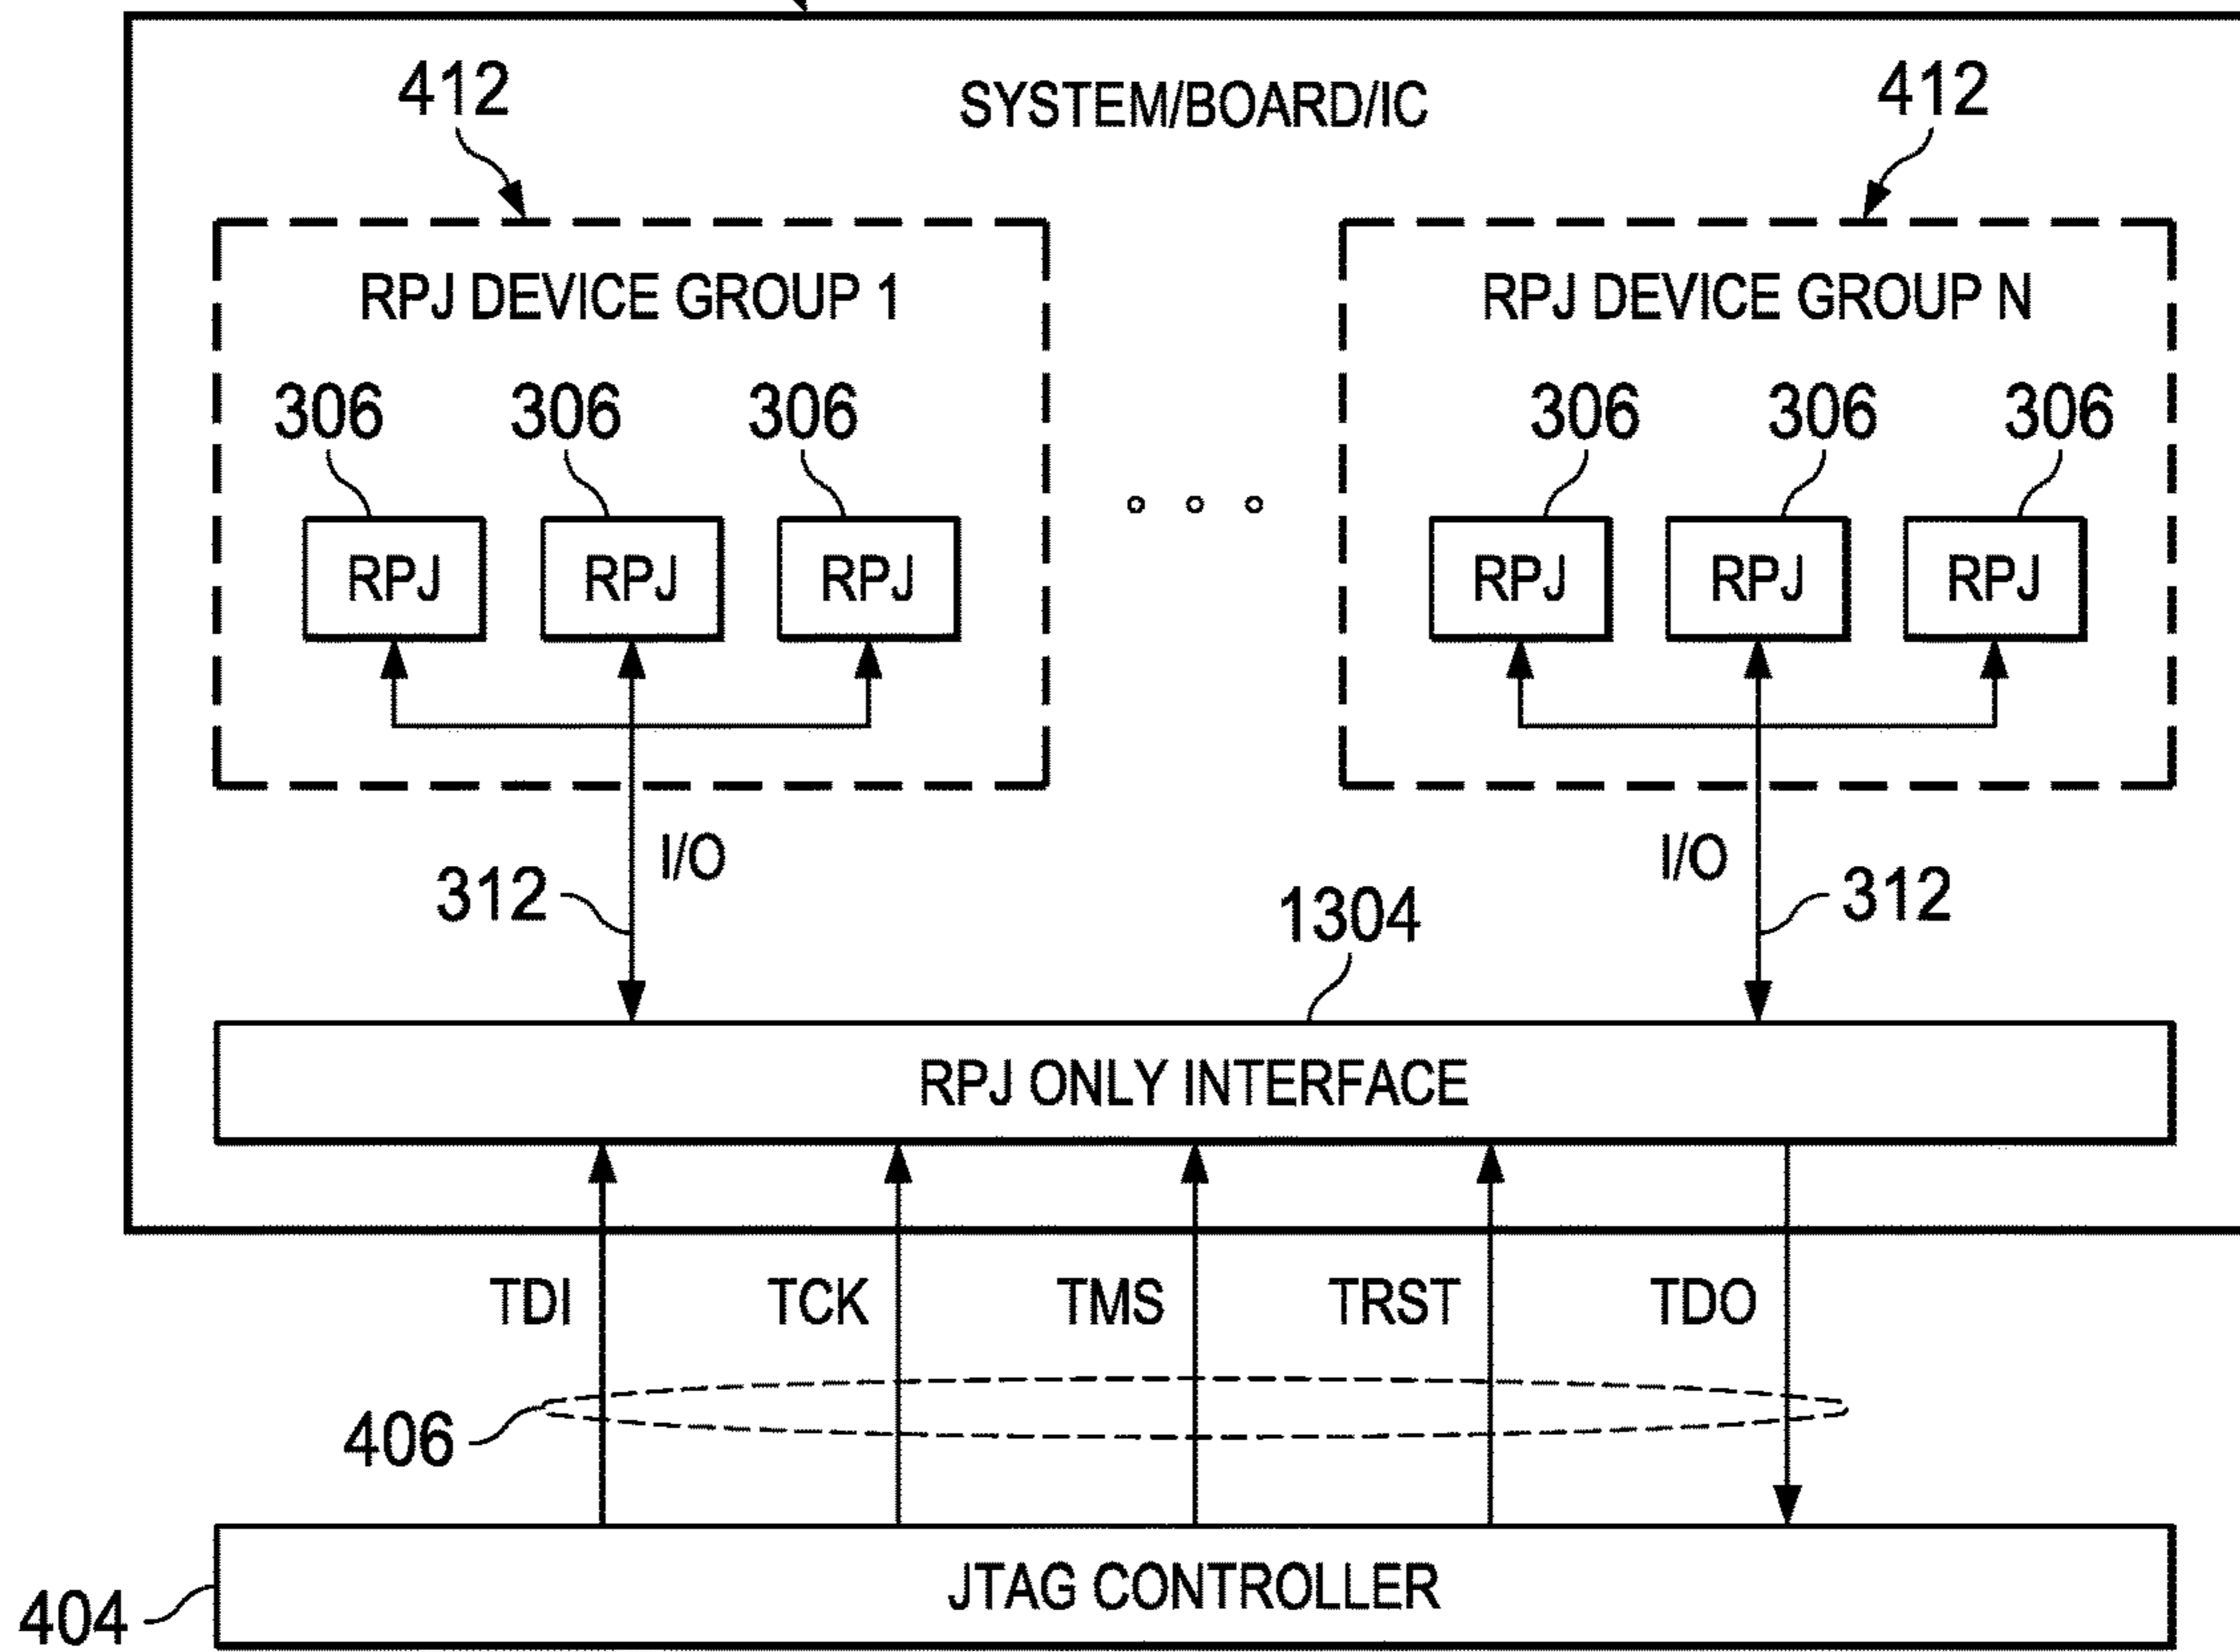 412
SYSTEM/BOARD/IC
412
RPJ DEVICE GROUP 1
RPJ DEVICE GROUP N
306
306
306
306
306
306
RPJ
RPJ
RPJ
RPJ
RPJ
RPJ
I/O
I/O
312
1304
312
RPJ ONLY INTERFACE
TDI
TCK
TMS
TRST
TDO
406
JTAG CONTROLLER
404